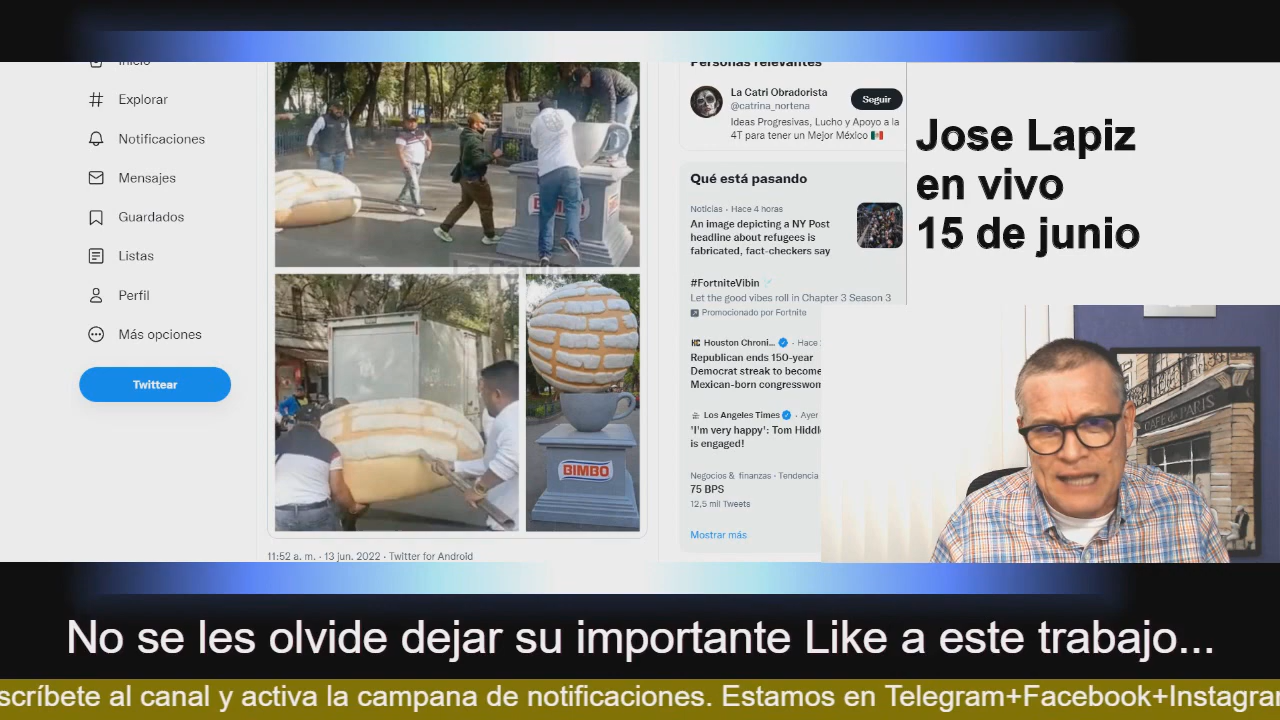 Inicio
Explorar
Notificaciones
Mensajes
Guardados
Listas
Perfil
Más opciones
Twittear
La Catrina
BIMBO
11:52 a. m. · 13 jun. 2022 · Twitter for Android
Personas relevantes
La Catri Obradorista
@catrina_nortena
Seguir
Ideas Progresivas, Lucho y Apoyo a la
4T para tener un Mejor México
Qué está pasando
Noticias · Hace 4 horas
An image depicting a NY Post
headline about refugees is
fabricated, fact-checkers say
#FortniteVibin
Let the good vibes roll in Chapter 3 Season 3
Promocionado por Fortnite
Houston Chroni... · Hace
Republican ends 150-year
Democrat streak to become
Mexican-born congresswom
Los Angeles Times · Ayer
'I'm very happy': Tom Hiddl
is engaged!
Negocios & finanzas · Tendencia
75 BPS
12,5 mil Tweets
Mostrar más
Jose Lapiz
en vivo
15 de junio
CAFE de PARIS
No se les olvide dejar su importante Like a este trabajo...
scríbete al canal y activa la campana de notificaciones. Estamos en Telegram+Facebook+Instagra